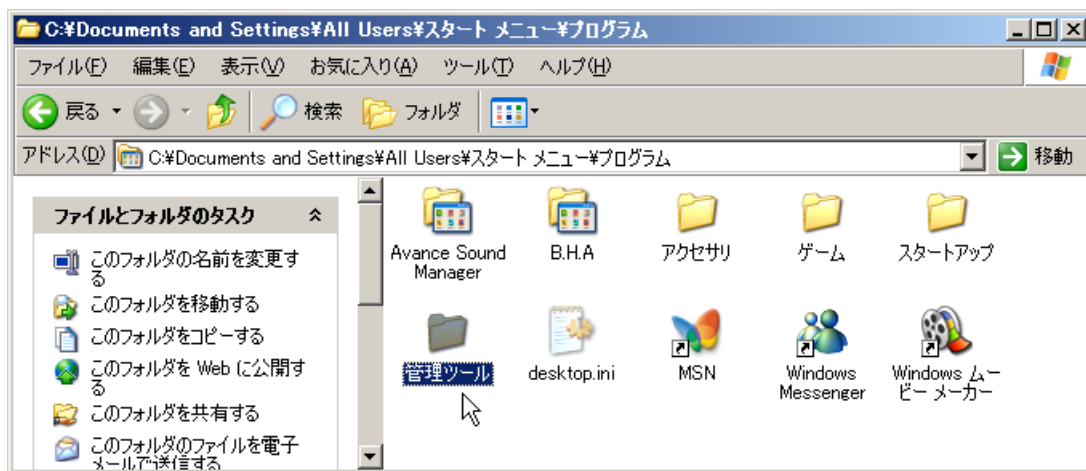 C:¥Documents and Settings¥All Users¥スタート メニュー¥プログラム
ファイル(F) 編集(E) 表示(V) お気に入り(A) ツール(T) ヘルプ(H)
戻る 検索 フォルダ
アドレス(D) C:¥Documents and Settings¥All Users¥スタート メニュー¥プログラム 移動
ファイルとフォルダのタスク
このフォルダの名前を変更す
る
このフォルダを移動する
このフォルダをコピーする
このフォルダを Web に公開す
る
このフォルダを共有する
このフォルダのファイルを電子
メールで送信する
Avance Sound
Manager
B.H.A
アクセサリ
ゲーム
スタートアップ
管理ツール
desktop.ini
MSN
Windows
Messenger
Windows ムー
ビー メーカー